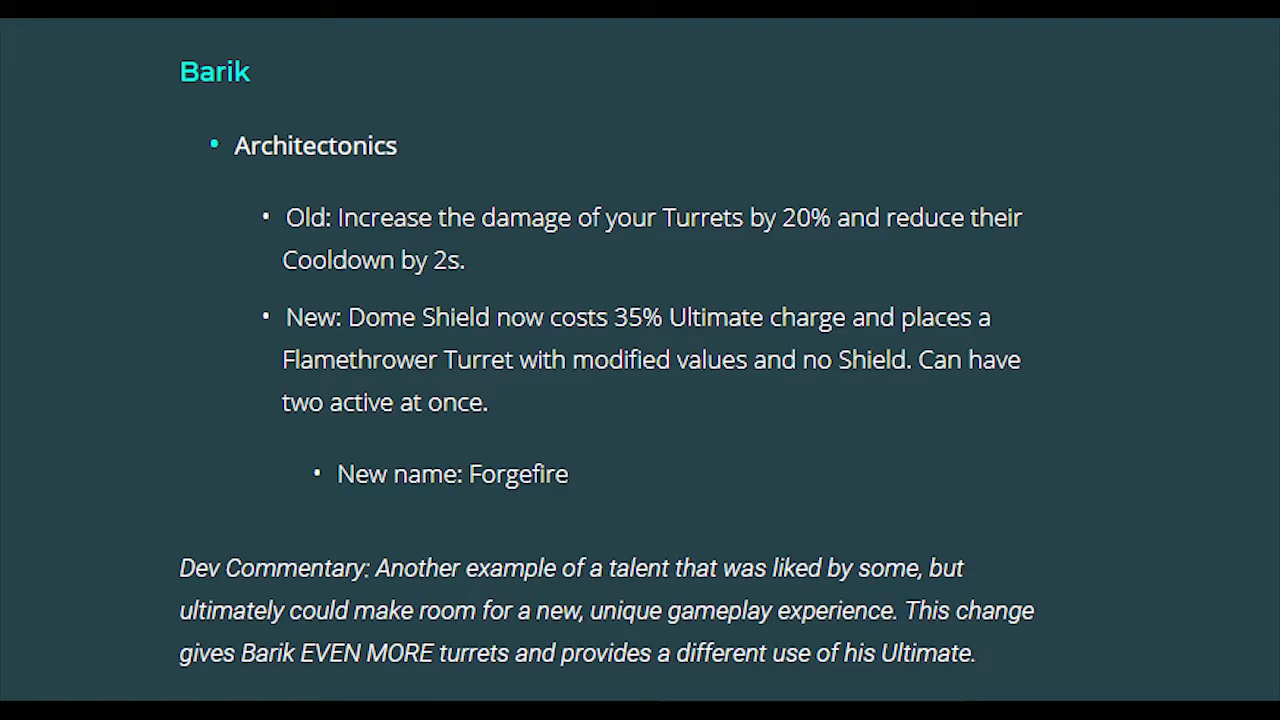 Barik
• Architectonics
• Old: Increase the damage of your Turrets by 20% and reduce their
Cooldown by 2s.
• New: Dome Shield now costs 35% Ultimate charge and places a
Flamethrower Turret with modified values and no Shield. Can have
two active at once.
• New name: Forgefire
Dev Commentary: Another example of a talent that was liked by some, but
ultimately could make room for a new, unique gameplay experience. This change
gives Barik EVEN MORE turrets and provides a different use of his Ultimate.